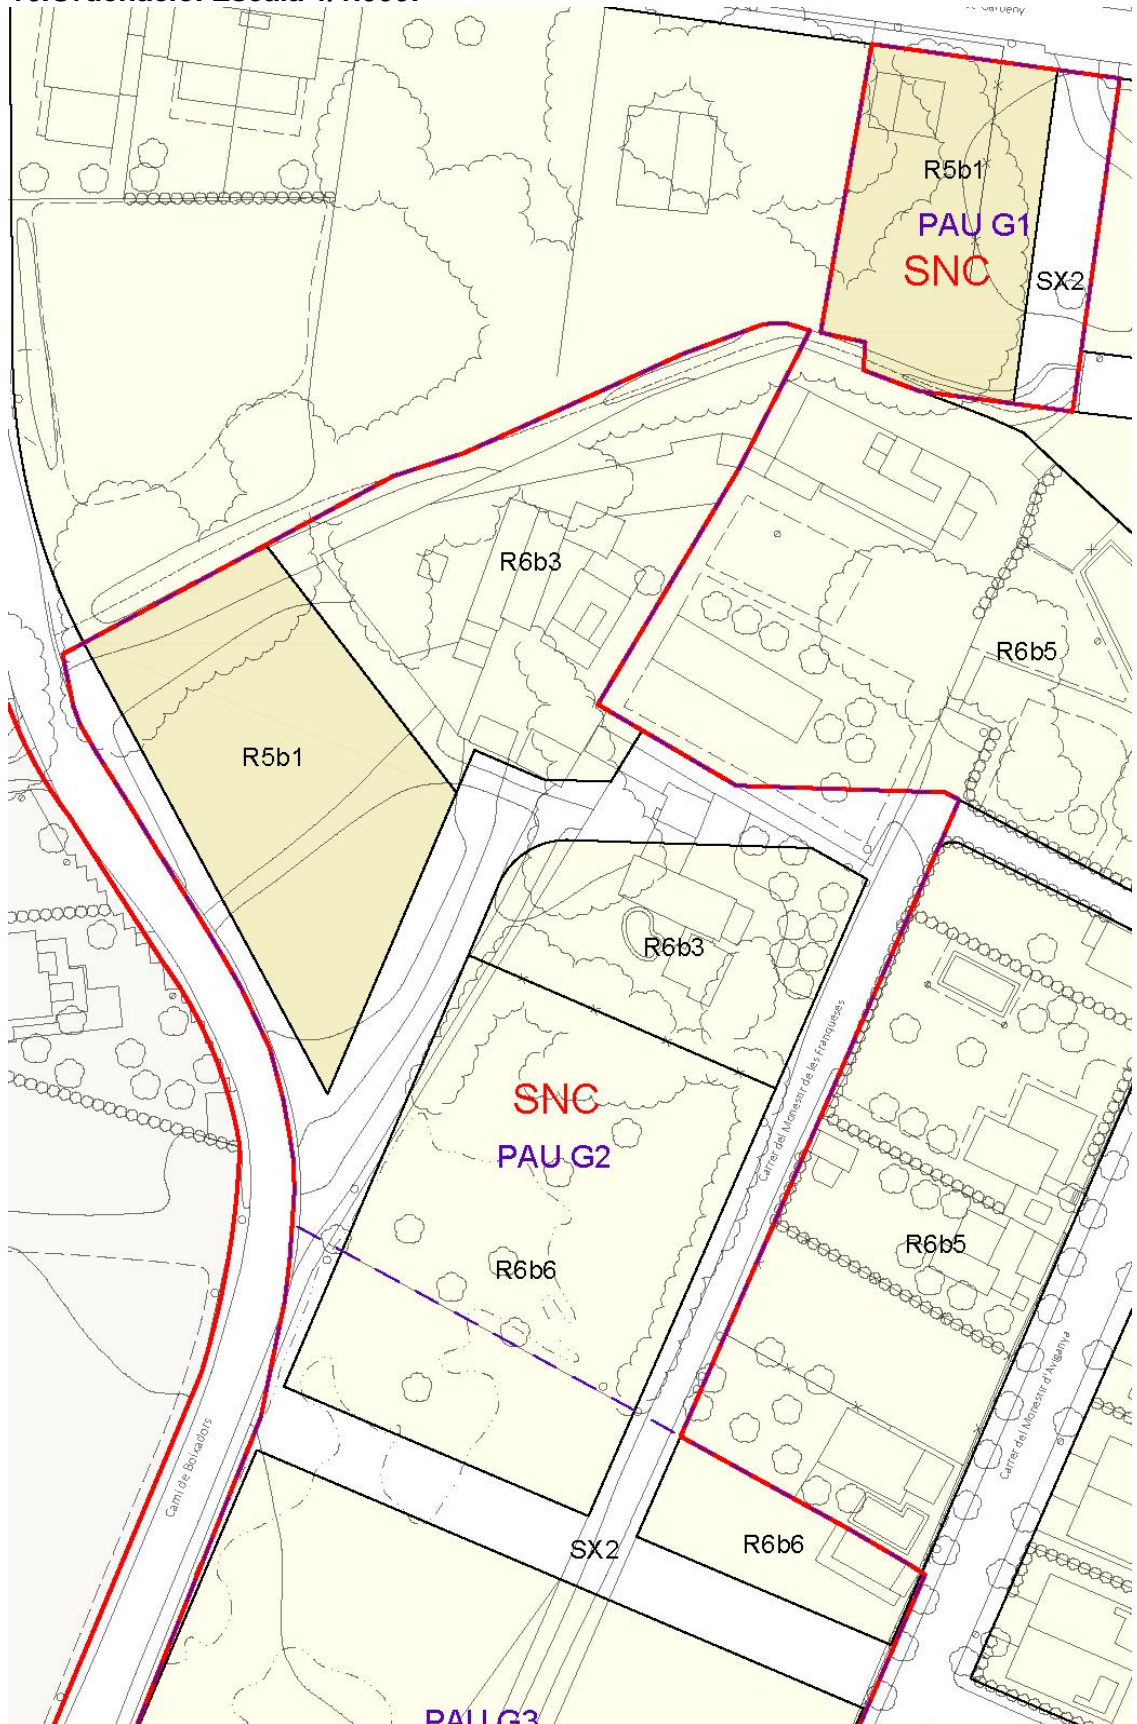 R5b1
PAU G1
SNC
SX2
R6b3
R6b5
R5b1
R6b3
Carrer del Monestir de les Franqueses
SNC
PAU G2
R6b5
R6b6
Carrer del Monestir d'Avinganya
Camí de Boixadors
SX2
R6b6
PAU G3